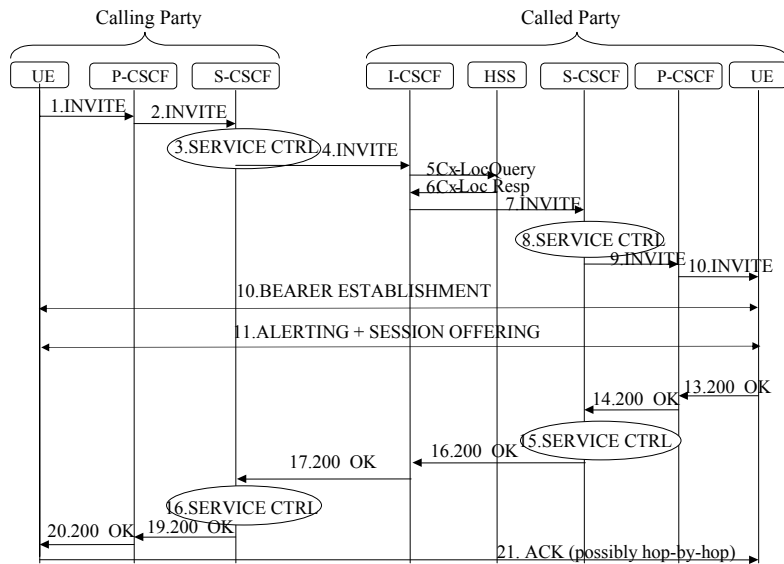 Calling Party
Called Party
UE
P-CSCF
S-CSCF
I-CSCF
HSS
S-CSCF
P-CSCF
UE
1.INVITE
2.INVITE
3.SERVICE CTRL
4.INVITE
5Cx-LocQuery
6Cx-Loc Resp
7.INVITE
8.SERVICE CTRL
9.INVITE
10.INVITE
10.BEARER ESTABLISHMENT
11.ALERTING + SESSION OFFERING
13.200 OK
14.200 OK
15.SERVICE CTRL
16.200 OK
17.200 OK
16.SERVICE CTRL
19.200 OK
20.200 OK
21. ACK (possibly hop-by-hop)